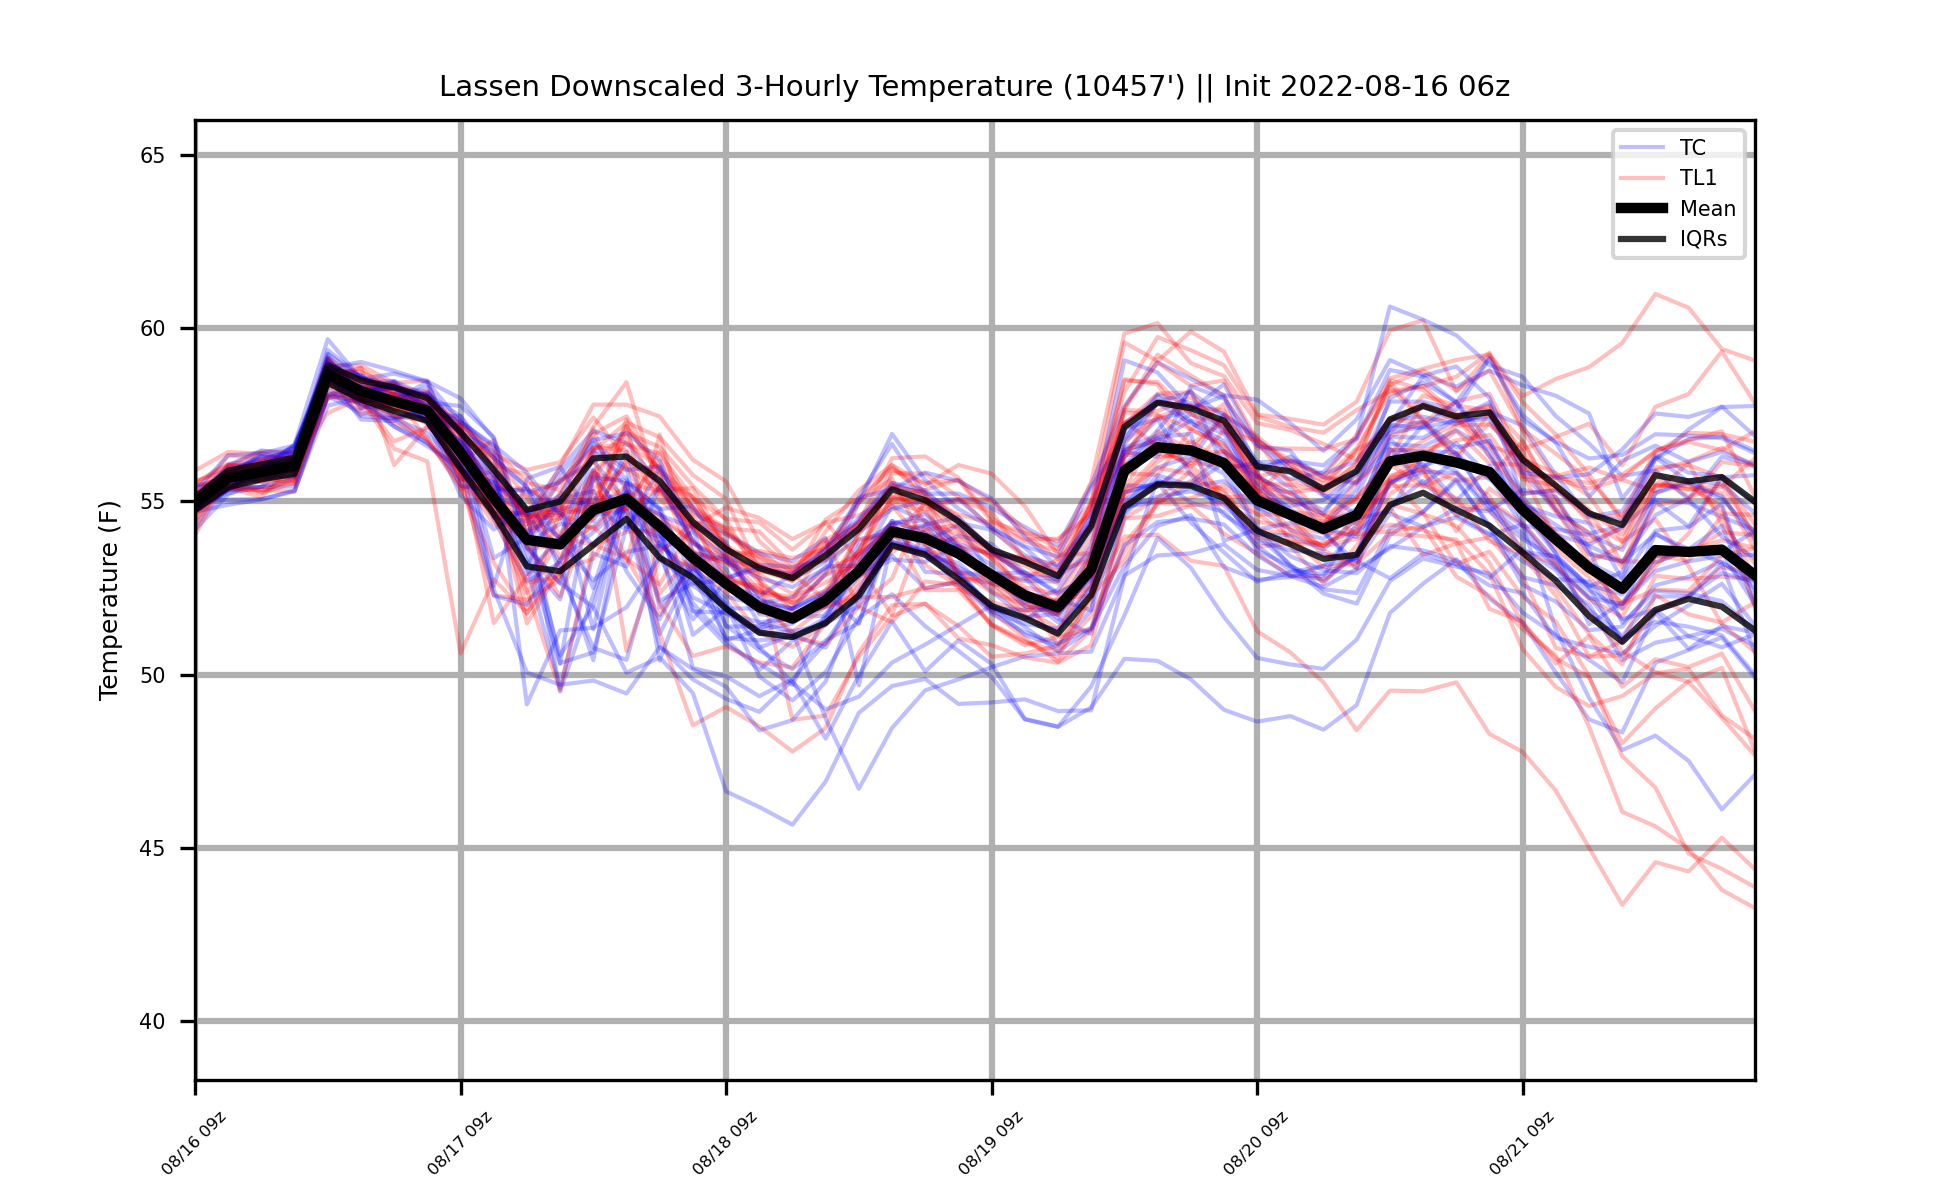 Lassen Downscaled 3-Hourly Temperature (10457') || Init 2022-08-16 06z
TC
TL1
Mean
IQRs
Temperature (F)
65
60
55
50
45
40
08/16 09z
08/17 09z
08/18 09z
08/19 09z
08/20 09z
08/21 09z